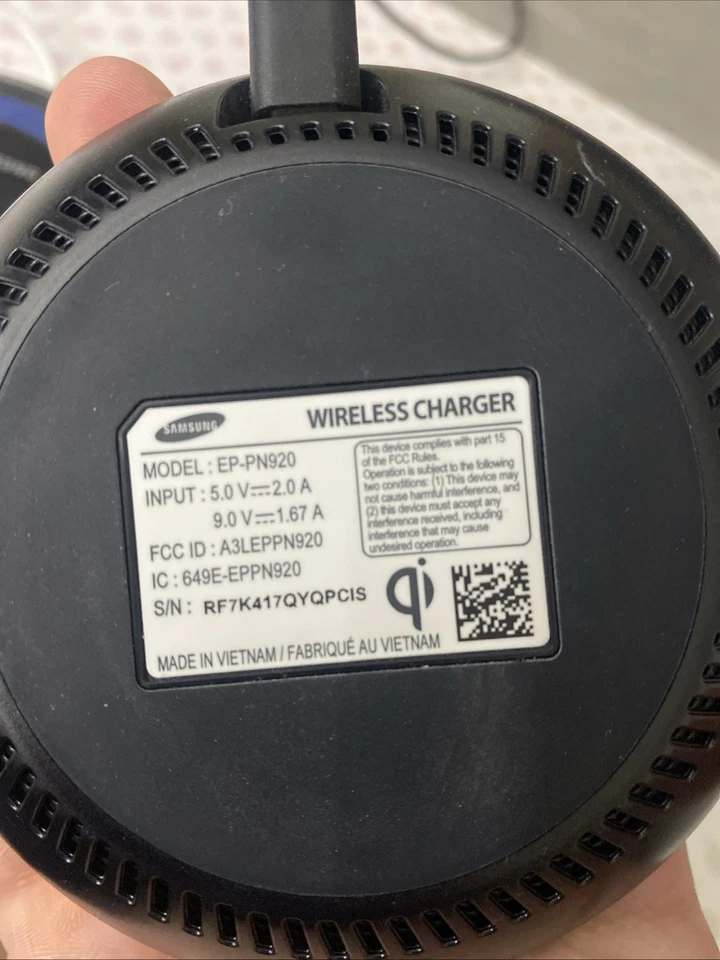 SAMSUNG
WIRELESS CHARGER
MODEL : EP-PN920
INPUT : 5.0 V⎓2.0 A
9.0 V⎓1.67 A
FCC ID : A3LEPPN920
IC : 649E-EPPN920
S/N : RF7K417QYQPCIS
This device complies with part 15
of the FCC Rules.
Operation is subject to the following
two conditions: (1) This device may
not cause harmful interference, and
(2) this device must accept any
interference received, including
interference that may cause
undesired operation.
qi
MADE IN VIETNAM / FABRIQUÉ AU VIETNAM